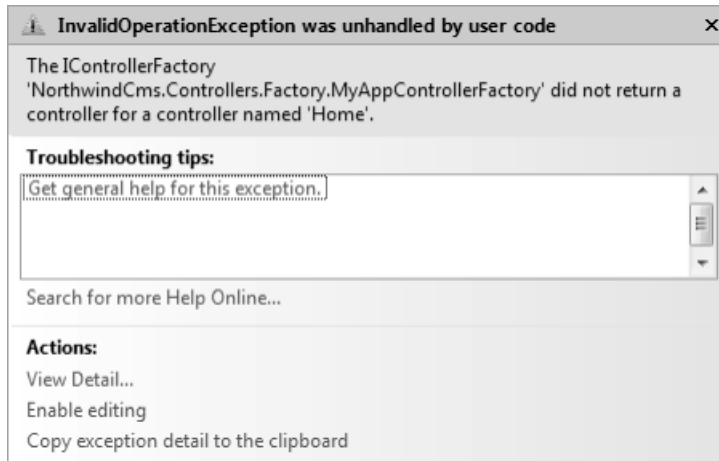 InvalidOperationException was unhandled by user code
The IControllerFactory
'NorthwindCms.Controllers.Factory.MyAppControllerFactory' did not return a
controller for a controller named 'Home'.
Troubleshooting tips:
Get general help for this exception.
Search for more Help Online...
Actions:
View Detail...
Enable editing
Copy exception detail to the clipboard